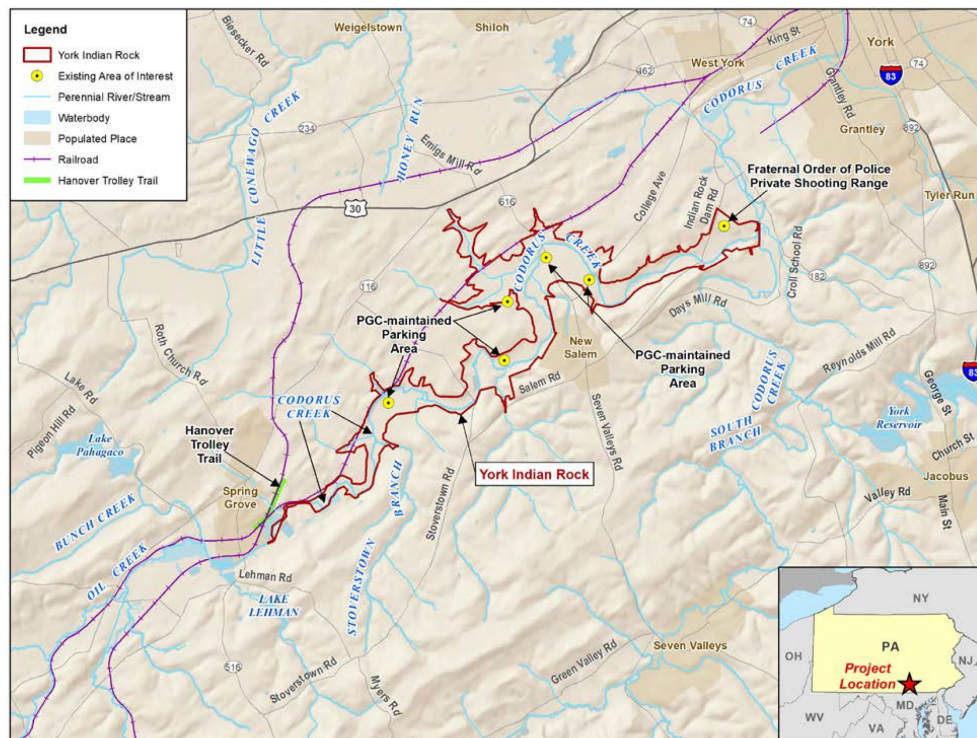 Legend
York Indian Rock
Existing Area of Interest
Perennial River/Stream
Waterbody
Populated Place
Railroad
Hanover Trolley Trail
Biesecker Rd
Weigelstown
Shiloh
74
King St
York
83
74
West York
162
CODORUS CREEK
Grantley Rd
Grantley
892
LITTLE CONEWAGO CREEK
234
HONEY RUN
Emigs Mill Rd
30
616
College Ave
Indian Rock
Dam Rd
Fraternal Order of Police
Private Shooting Range
Tyler Run
Croll School Rd
182
892
CODORUS
CREEK
116
Days Mill Rd
PGC-maintained
Parking
Area
New
Salem
PGC-maintained
Parking
Area
Reynolds Mill Rd
83
Roth Church Rd
Lake Rd
Pigeon Hill Rd
Lake
Pahagaco
CODORUS
CREEK
Salem Rd
Seven Valleys Rd
SOUTH BRANCH
CODORUS
CREEK
York
Reservoir
George St
Church St
Hanover
Trolley
Trail
York Indian Rock
Jacobus
Spring
Grove
BRANCH
STOVERSTOWN
Stoverstown Rd
Valley Rd
Main St
BUNCH CREEK
OIL CREEK
Lehman Rd
LAKE
LEHMAN
516
Stoverstown Rd
Myers Rd
Green Valley Rd
Seven Valleys
NY
OH
PA
NJ
Project
Location
MD
DE
WV
VA